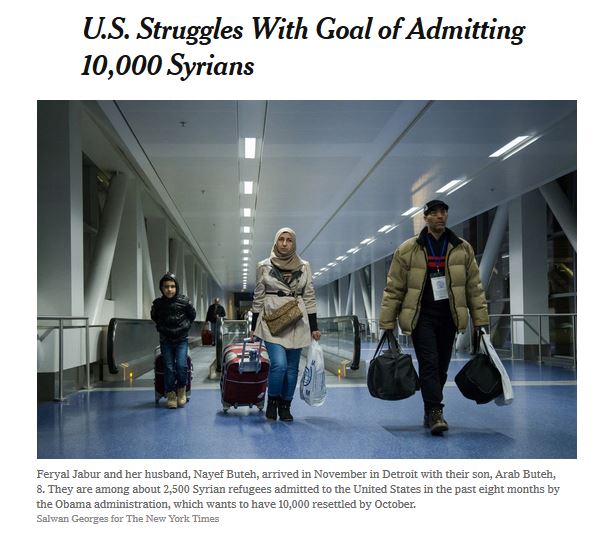 U.S. Struggles With Goal of Admitting
10,000 Syrians
Feryal Jabur and her husband, Nayef Buteh, arrived in November in Detroit with their son, Arab Buteh,
8. They are among about 2,500 Syrian refugees admitted to the United States in the past eight months by
the Obama administration, which wants to have 10,000 resettled by October.
Salwan Georges for The New York Times